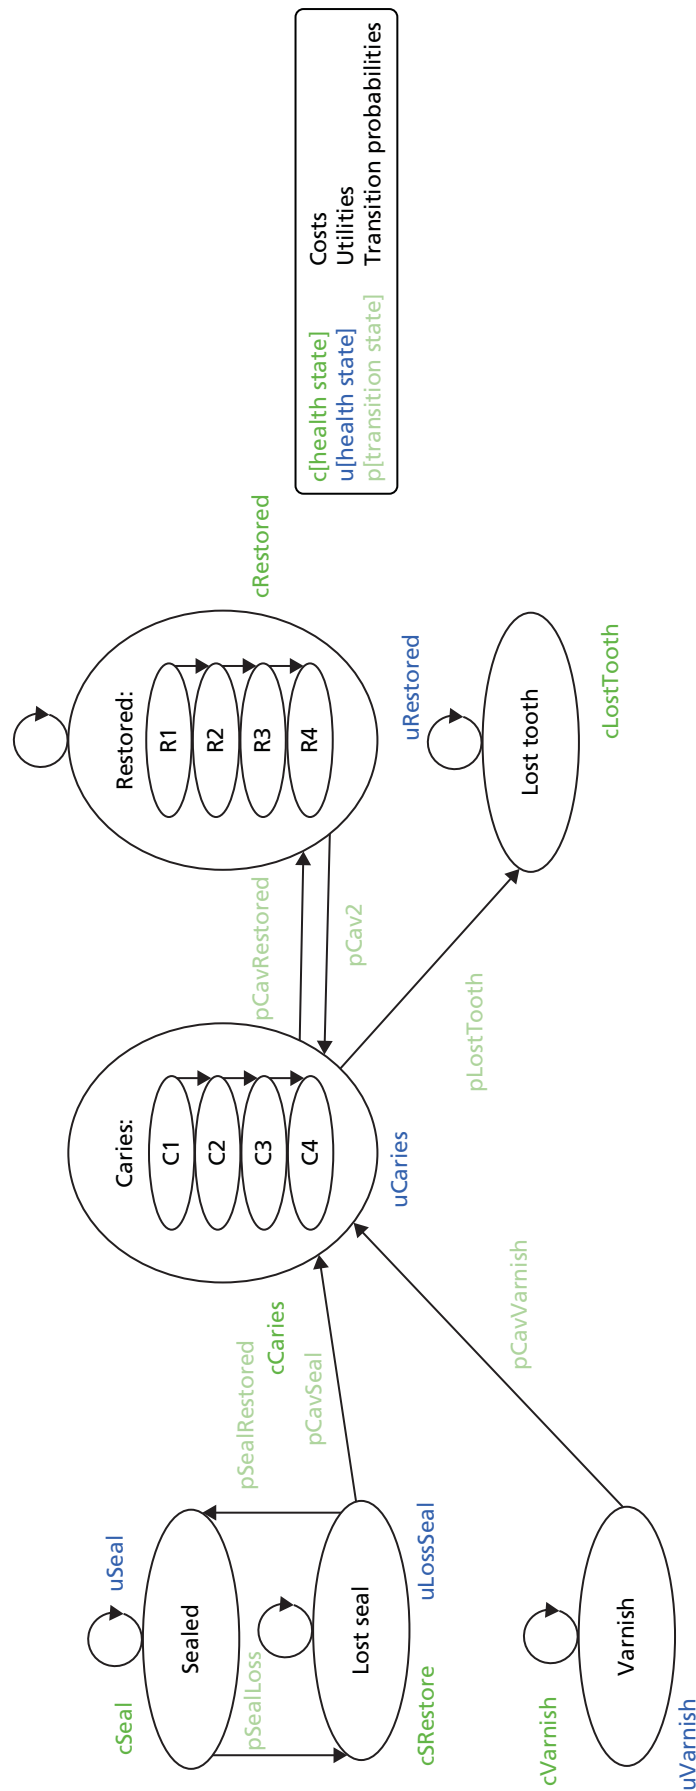 cSeal
uSeal
Sealed
pSealLoss
pSealRestored
Lost seal
cSRestore
uLossSeal
pCavSeal
cCaries
cVarnish
Varnish
uVarnish
pCavVarnish
Caries:
C1
C2
C3
C4
uCaries
pCavRestored
pCav2
pLostTooth
Restored:
R1
R2
R3
R4
cRestored
uRestored
Lost tooth
cLostTooth
c[health state] Costs
u[health state] Utilities
p[transition state] Transition probabilities